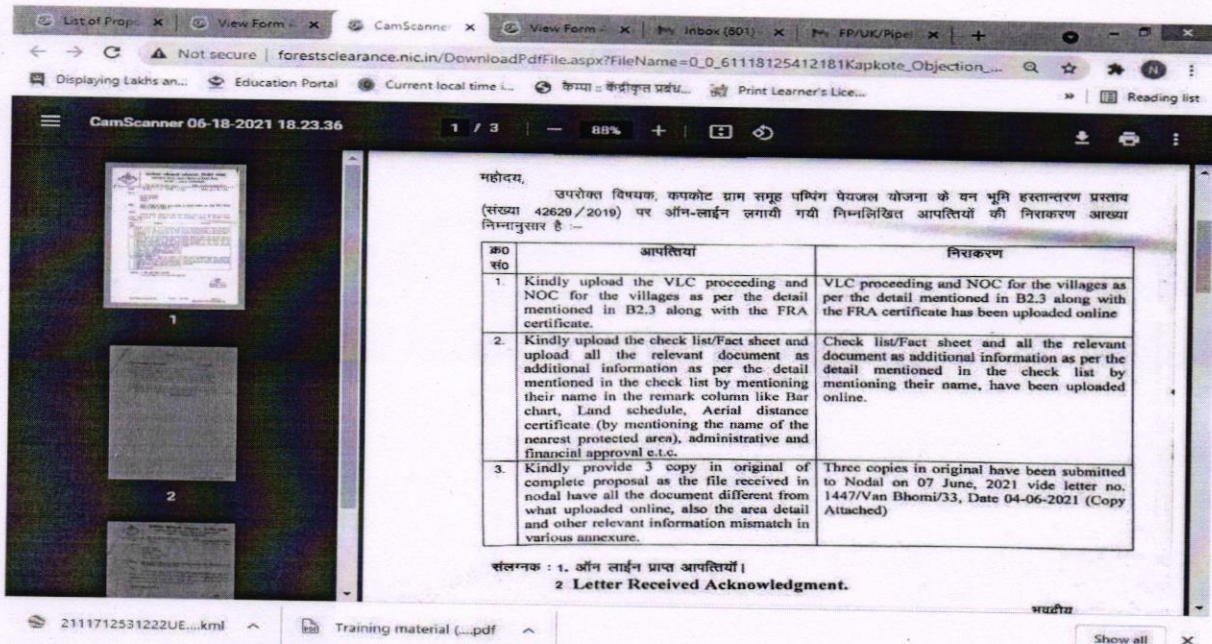 List of Prop
View Form
CamScanner
View Form
Inbox (601)
FP/UK/Pipel
Not secure | forestsclearance.nic.in/DownloadPdfFile.aspx?FileName=0_0_61118125412181Kapkote_Objection_...
Displaying Lakhs an...
Education Portal
Current local time i...
कैम्पा :: केंद्रीकृत प्रबंध...
Print Learner's Lice...
»
Reading list
CamScanner 06-18-2021 18.23.36
1 / 3
88%
1
2
महोदय,
उपरोक्त विषयक, कपकोट ग्राम समूह पम्पिंग पेयजल योजना के वन भूमि हस्तान्तरण प्रस्ताव
(संख्या 42629/2019) पर ऑन-लाईन लगायी गयी निम्नलिखित आपत्तियों की निराकरण आख्या
निम्नानुसार है :–
क्र0
सं0
आपत्तियां
निराकरण
1.
Kindly upload the VLC proceeding and
NOC for the villages as per the detail
mentioned in B2.3 along with the FRA
certificate.
VLC proceeding and NOC for the villages as
per the detail mentioned in B2.3 along with
the FRA certificate has been uploaded online
2.
Kindly upload the check list/Fact sheet and
upload all the relevant document as
additional information as per the detail
mentioned in the check list by mentioning
their name in the remark column like Bar
chart, Land schedule, Aerial distance
certificate (by mentioning the name of the
nearest protected area), administrative and
financial approval e.t.c.
Check list/Fact sheet and all the relevant
document as additional information as per the
detail mentioned in the check list by
mentioning their name, have been uploaded
online.
3.
Kindly provide 3 copy in original of
complete proposal as the file received in
nodal have all the document different from
what uploaded online, also the area detail
and other relevant information mismatch in
various annexure.
Three copies in original have been submitted
to Nodal on 07 June, 2021 vide letter no.
1447/Van Bhomi/33, Date 04-06-2021 (Copy
Attached)
संलग्नक : 1. ऑन लाईन प्राप्त आपत्तियाँ।
2 Letter Received Acknowledgment.
भवदीय
2111712531222UE....kml
Training material (....pdf
Show all